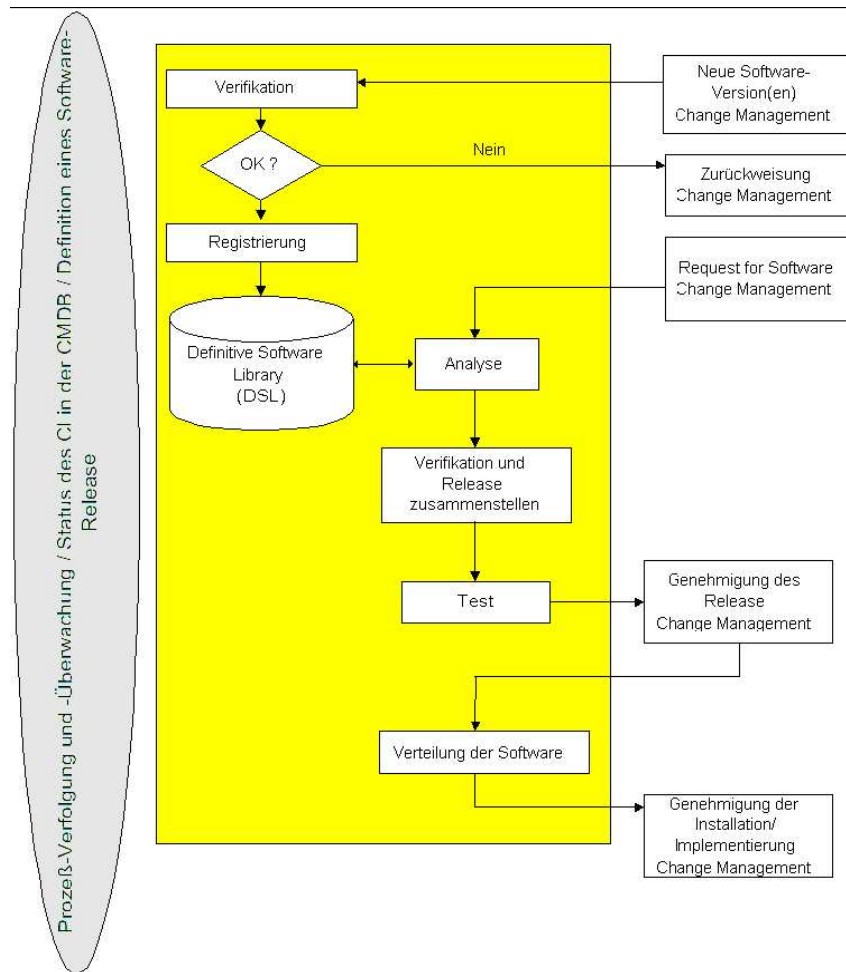 Prozeß-Verfolgung und -Überwachung / Status des CI in der CMDB / Definition eines Software-
Release
Verifikation
Neue Software-
Version(en)
Change Management
OK ?
Nein
Zurückweisung
Change Management
Registrierung
Request for Software
Change Management
Definitive Software
Library
(DSL)
Analyse
Verifikation und
Release
zusammenstellen
Test
Genehmigung des
Release
Change Management
Verteilung der Software
Genehmigung der
Installation/
Implementierung
Change Management